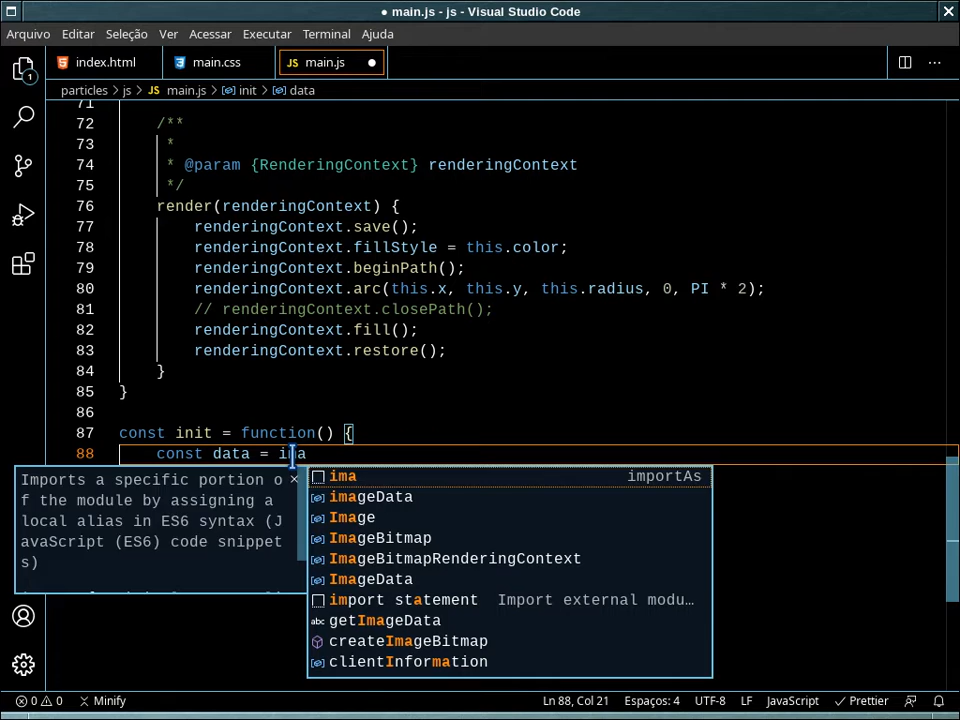 ● main.js - js - Visual Studio Code
Arquivo Editar Seleção Ver Acessar Executar Terminal Ajuda
index.html main.css JS main.js ●
particles > js > JS main.js > init > data
1
71
72 /**
73 *
74 * @param {RenderingContext} renderingContext
75 */
76 render(renderingContext) {
77 renderingContext.save();
78 renderingContext.fillStyle = this.color;
79 renderingContext.beginPath();
80 renderingContext.arc(this.x, this.y, this.radius, 0, PI * 2);
81 // renderingContext.closePath();
82 renderingContext.fill();
83 renderingContext.restore();
84 }
85 }
86
87 const init = function() {
88 const data = ima
Imports a specific portion o
f the module by assigning a
local alias in ES6 syntax (J
avaScript (ES6) code snippet
s)
ima importAs
imageData
Image
ImageBitmap
ImageBitmapRenderingContext
ImageData
import statement Import external modu…
abc getImageData
createImageBitmap
clientInformation
0 0 Minify Ln 88, Col 21 Espaços: 4 UTF-8 LF JavaScript Prettier